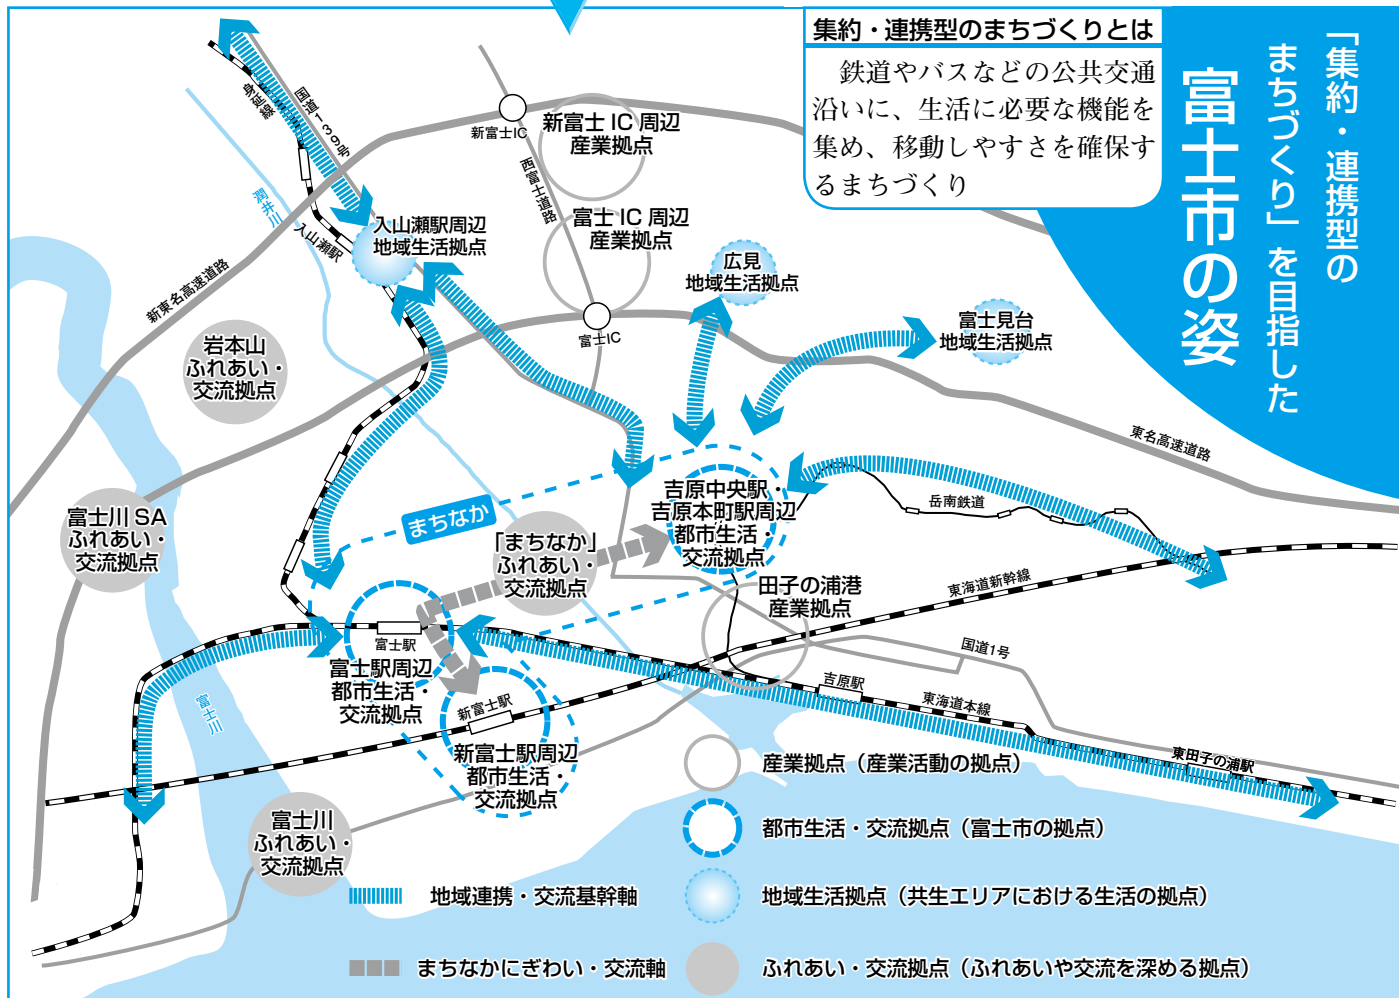 「集約・連携型の
まちづくり」を目指した
富士市の姿
集約・連携型のまちづくりとは
鉄道やバスなどの公共交通
沿いに、生活に必要な機能を
集め、移動しやすさを確保す
るまちづくり
身延線
国道139号
新富士IC
新富士 IC 周辺
産業拠点
西富士道路
潤井川
入山瀬駅
入山瀬駅周辺
地域生活拠点
富士 IC 周辺
産業拠点
広見
地域生活拠点
新東名高速道路
富士IC
富士見台
地域生活拠点
岩本山
ふれあい・
交流拠点
東名高速道路
富士川 SA
ふれあい・
交流拠点
まちなか
吉原中央駅・
吉原本町駅周辺
都市生活・
交流拠点
岳南鉄道
「まちなか」
ふれあい・
交流拠点
田子の浦港
産業拠点
東海道新幹線
富士駅
富士駅周辺
都市生活・
交流拠点
国道1号
吉原駅
東海道本線
富士川
新富士駅
新富士駅周辺
都市生活・
交流拠点
東田子の浦駅
富士川
ふれあい・
交流拠点
産業拠点（産業活動の拠点）
都市生活・交流拠点（富士市の拠点）
地域連携・交流基幹軸
地域生活拠点（共生エリアにおける生活の拠点）
まちなかにぎわい・交流軸
ふれあい・交流拠点（ふれあいや交流を深める拠点）